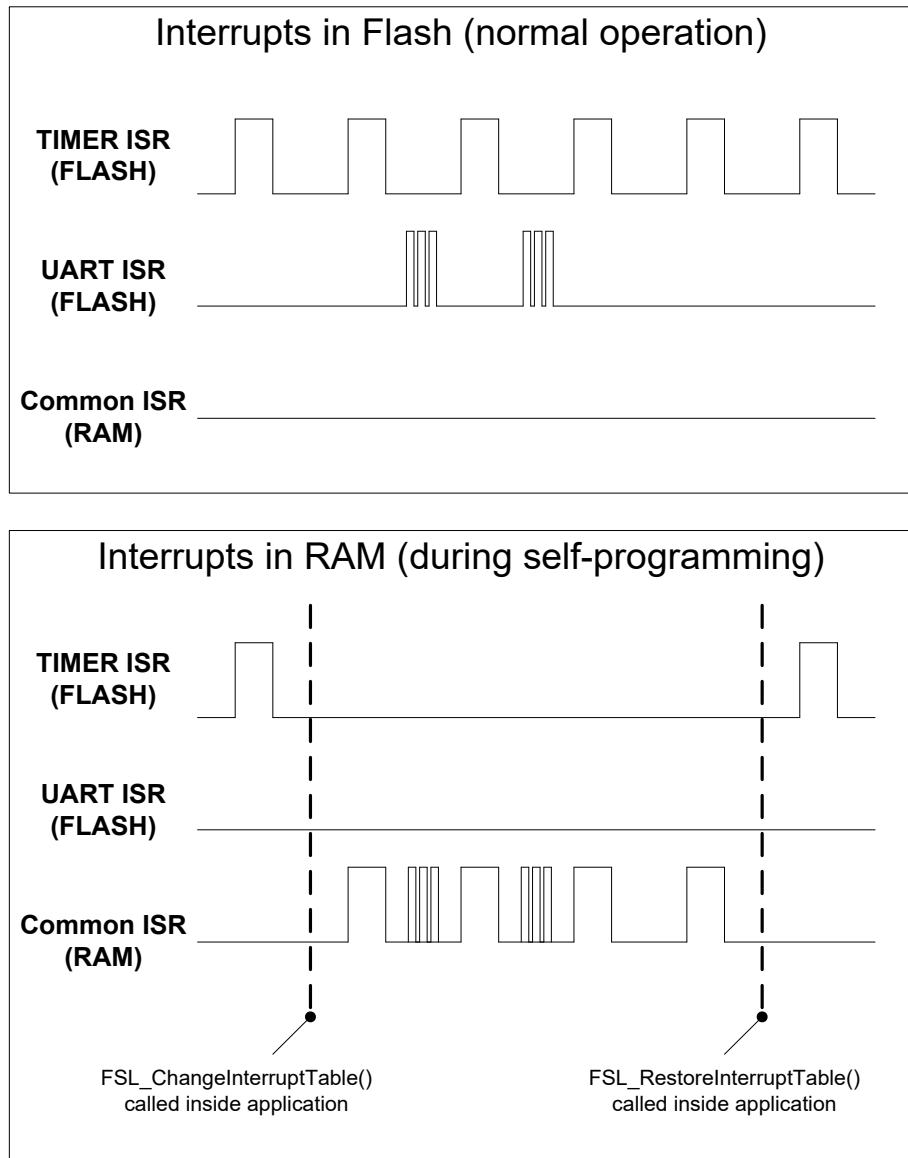 Interrupts in Flash (normal operation)
TIMER ISR
(FLASH)
UART ISR
(FLASH)
Common ISR
(RAM)
Interrupts in RAM (during self-programming)
TIMER ISR
(FLASH)
UART ISR
(FLASH)
Common ISR
(RAM)
FSL_ChangeInterruptTable()
called inside application
FSL_RestoreInterruptTable()
called inside application